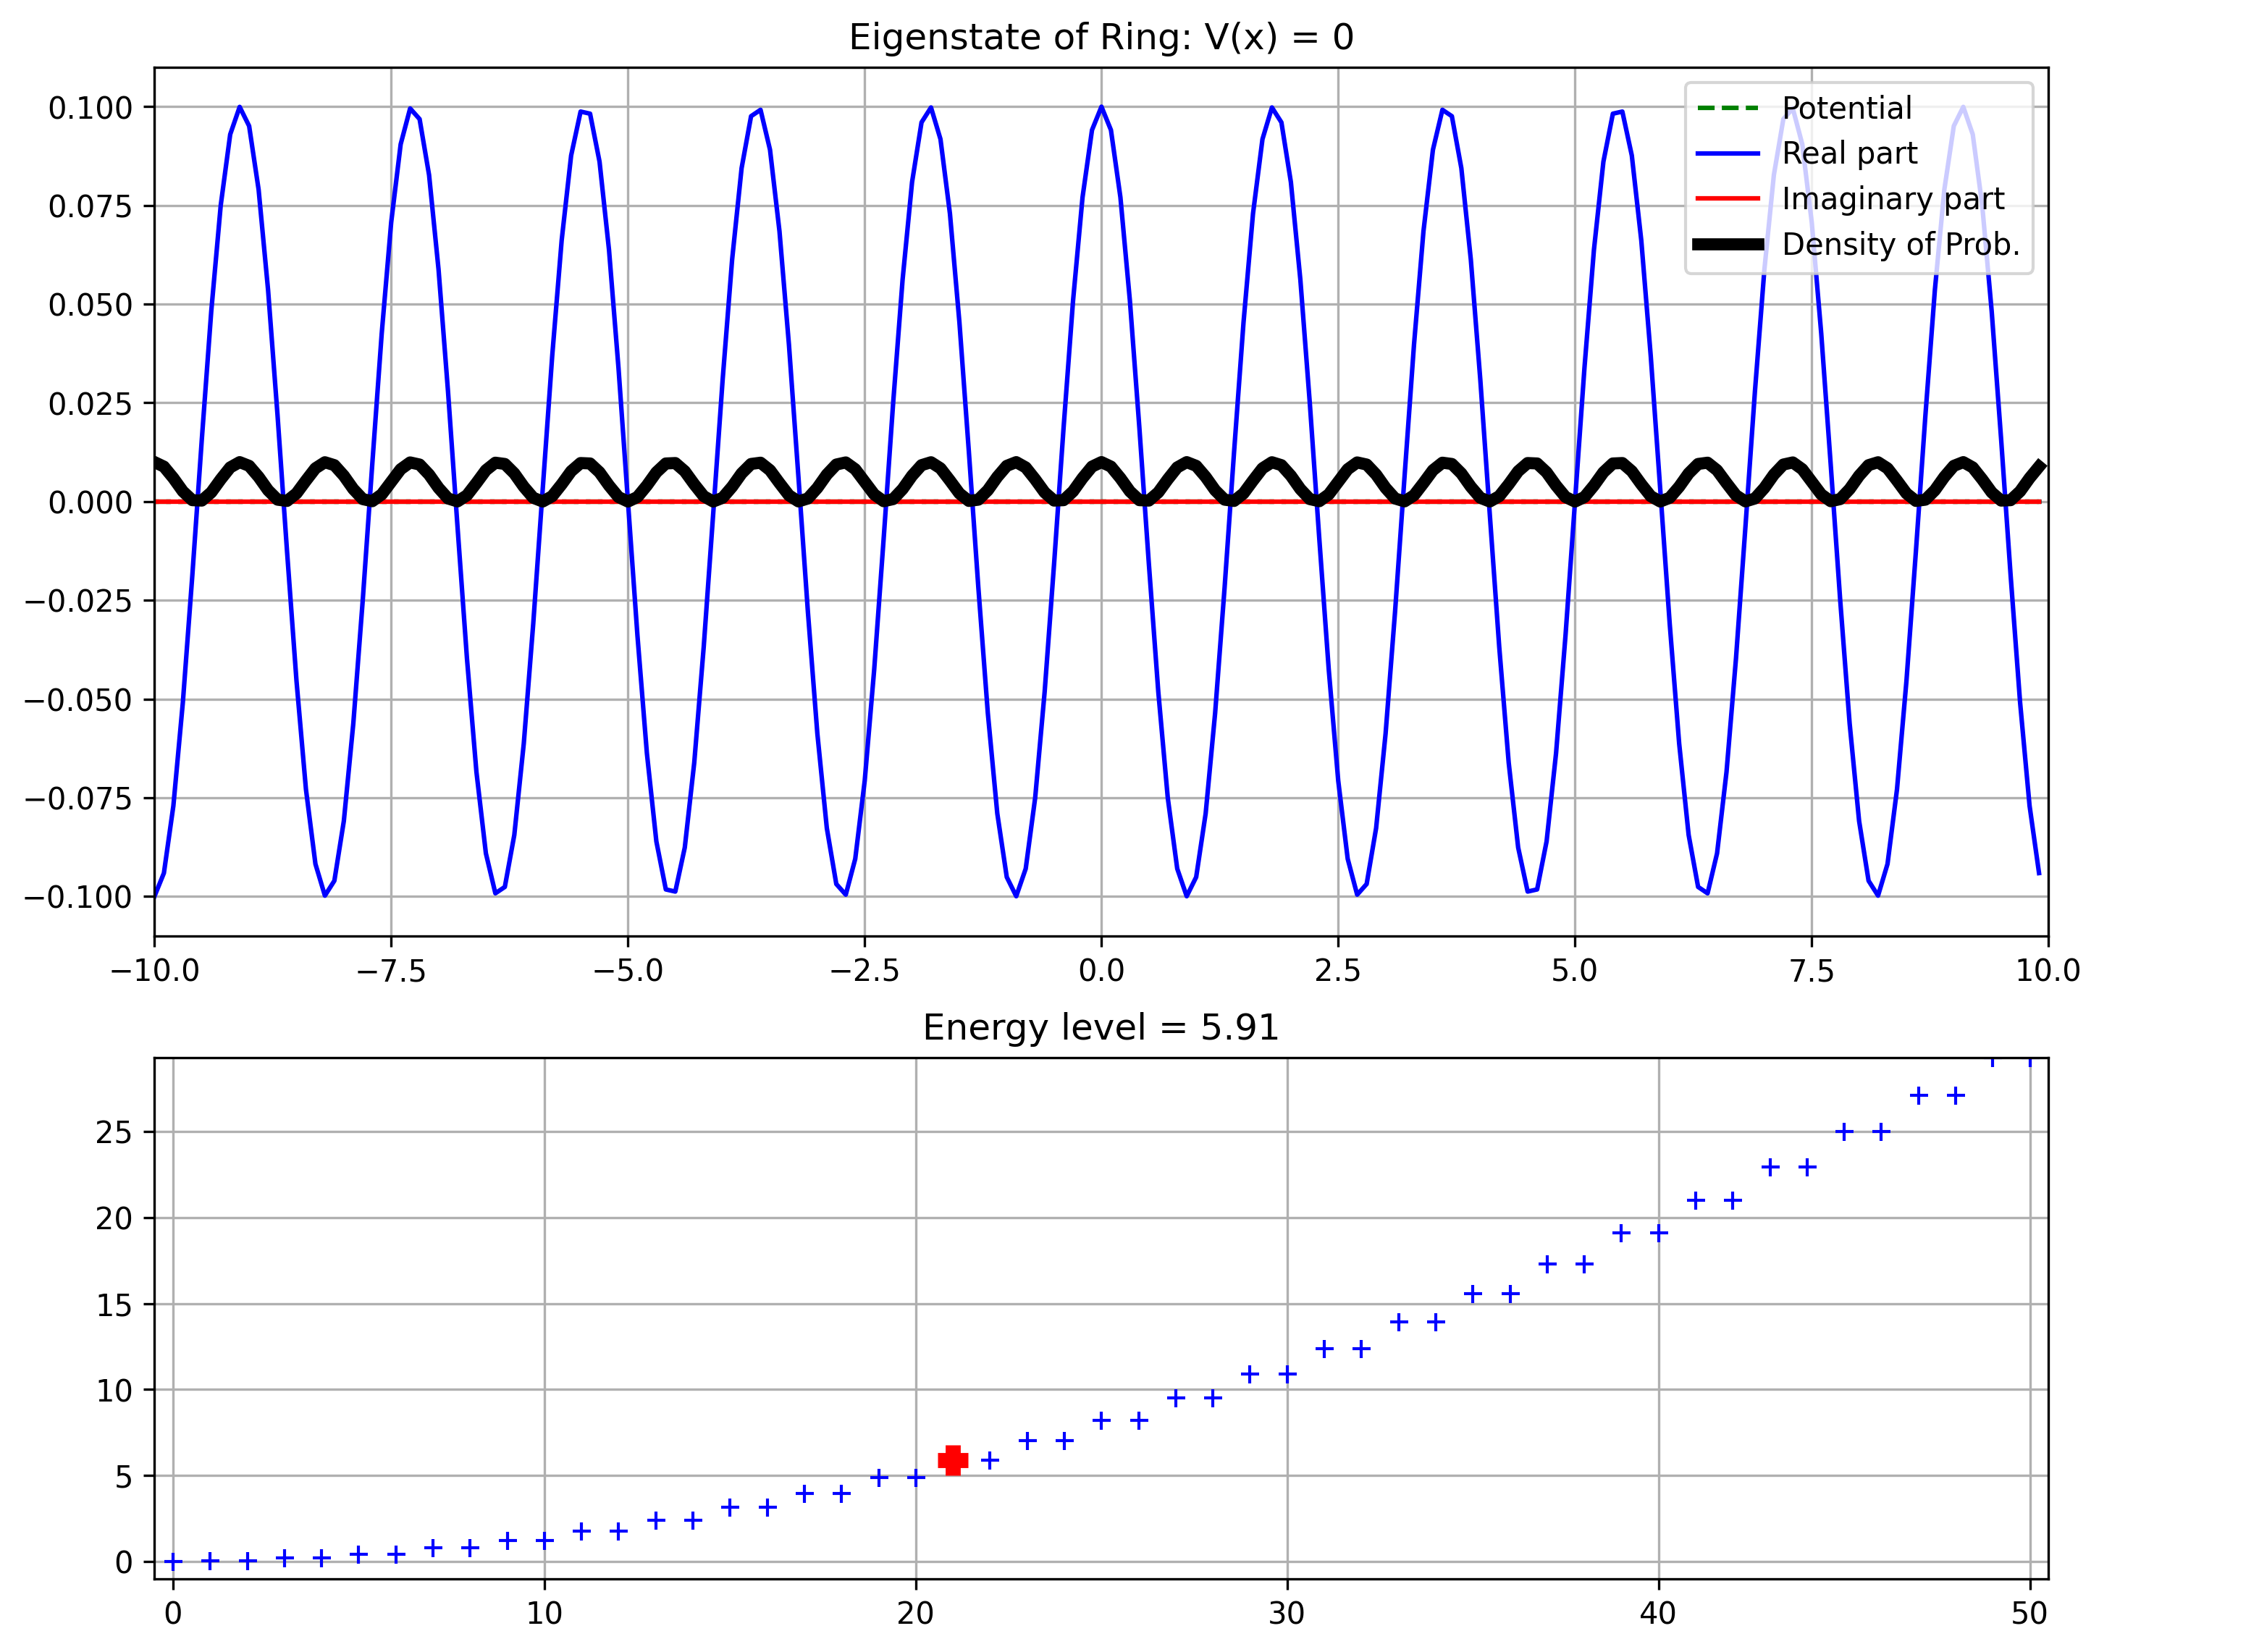 Eigenstate of Ring: V(x) = 0
0.100
0.075
0.050
0.025
0.000
−0.025
−0.050
−0.075
−0.100
Potential
Real part
Imaginary part
Density of Prob.
−10.0 −7.5 −5.0 −2.5 0.0 2.5 5.0 7.5 10.0
Energy level = 5.91
25
20
15
10
5
0
0 10 20 30 40 50